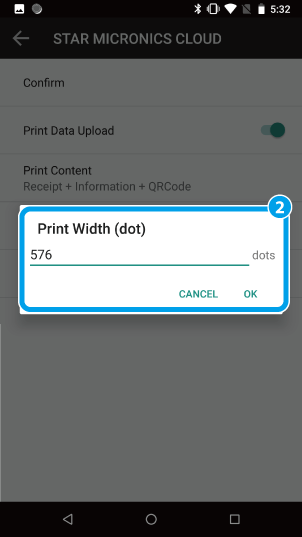 5:32
STAR MICRONICS CLOUD
Confirm
Print Data Upload
Print Content
Receipt + Information + QRCode
2
Print Width (dot)
576 dots
CANCEL OK